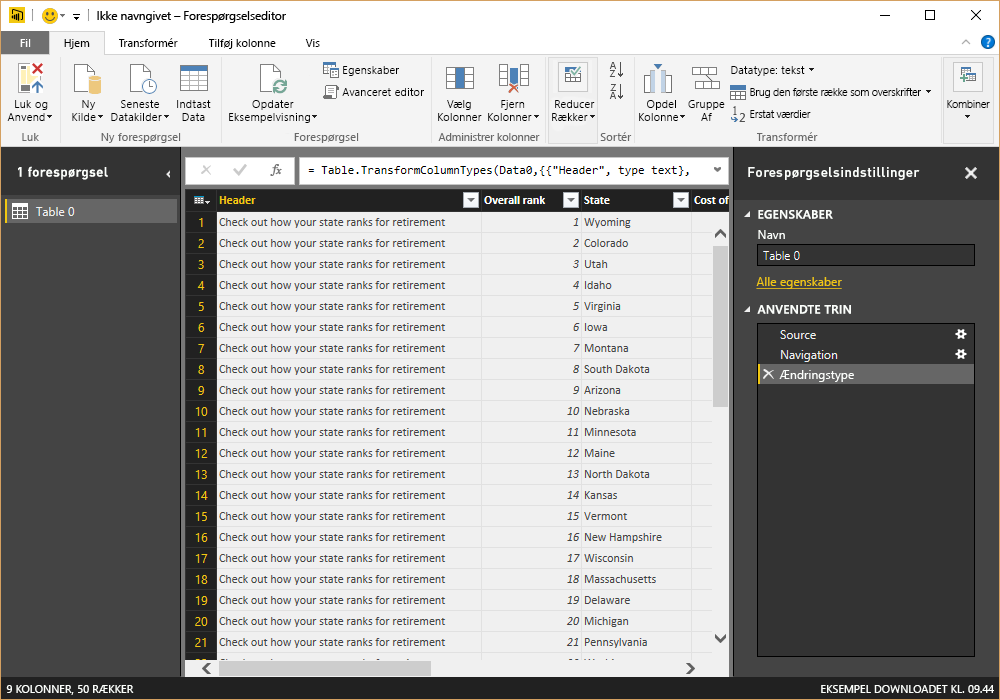 Ikke navngivet – Forespørgselseditor
Fil Hjem Transformér Tilføj kolonne Vis
Luk og Anvend
Luk
Ny Kilde
Seneste Datakilder
Indtast Data
Ny forespørgsel
Opdater Eksempelvisning
Egenskaber
Avanceret editor
Forespørgsel
Vælg Kolonner
Fjern Kolonner
Administrer kolonner
Reducer Rækker
Sortér
Opdel Kolonne
Gruppe Af
Datatype: tekst
Brug den første række som overskrifter
Erstat værdier
Transformér
Kombiner
1 forespørgsel
Table 0
fx
= Table.TransformColumnTypes(Data0,{{"Header", type text},
Header Overall rank State Cost of
1 Check out how your state ranks for retirement 1 Wyoming
2 Check out how your state ranks for retirement 2 Colorado
3 Check out how your state ranks for retirement 3 Utah
4 Check out how your state ranks for retirement 4 Idaho
5 Check out how your state ranks for retirement 5 Virginia
6 Check out how your state ranks for retirement 6 Iowa
7 Check out how your state ranks for retirement 7 Montana
8 Check out how your state ranks for retirement 8 South Dakota
9 Check out how your state ranks for retirement 9 Arizona
10 Check out how your state ranks for retirement 10 Nebraska
11 Check out how your state ranks for retirement 11 Minnesota
12 Check out how your state ranks for retirement 12 Maine
13 Check out how your state ranks for retirement 13 North Dakota
14 Check out how your state ranks for retirement 14 Kansas
15 Check out how your state ranks for retirement 15 Vermont
16 Check out how your state ranks for retirement 16 New Hampshire
17 Check out how your state ranks for retirement 17 Wisconsin
18 Check out how your state ranks for retirement 18 Massachusetts
19 Check out how your state ranks for retirement 19 Delaware
20 Check out how your state ranks for retirement 20 Michigan
21 Check out how your state ranks for retirement 21 Pennsylvania
Forespørgselsindstillinger
EGENSKABER
Navn
Table 0
Alle egenskaber
ANVENDTE TRIN
Source
Navigation
Ændringstype
9 KOLONNER, 50 RÆKKER
EKSEMPEL DOWNLOADET KL. 09.44